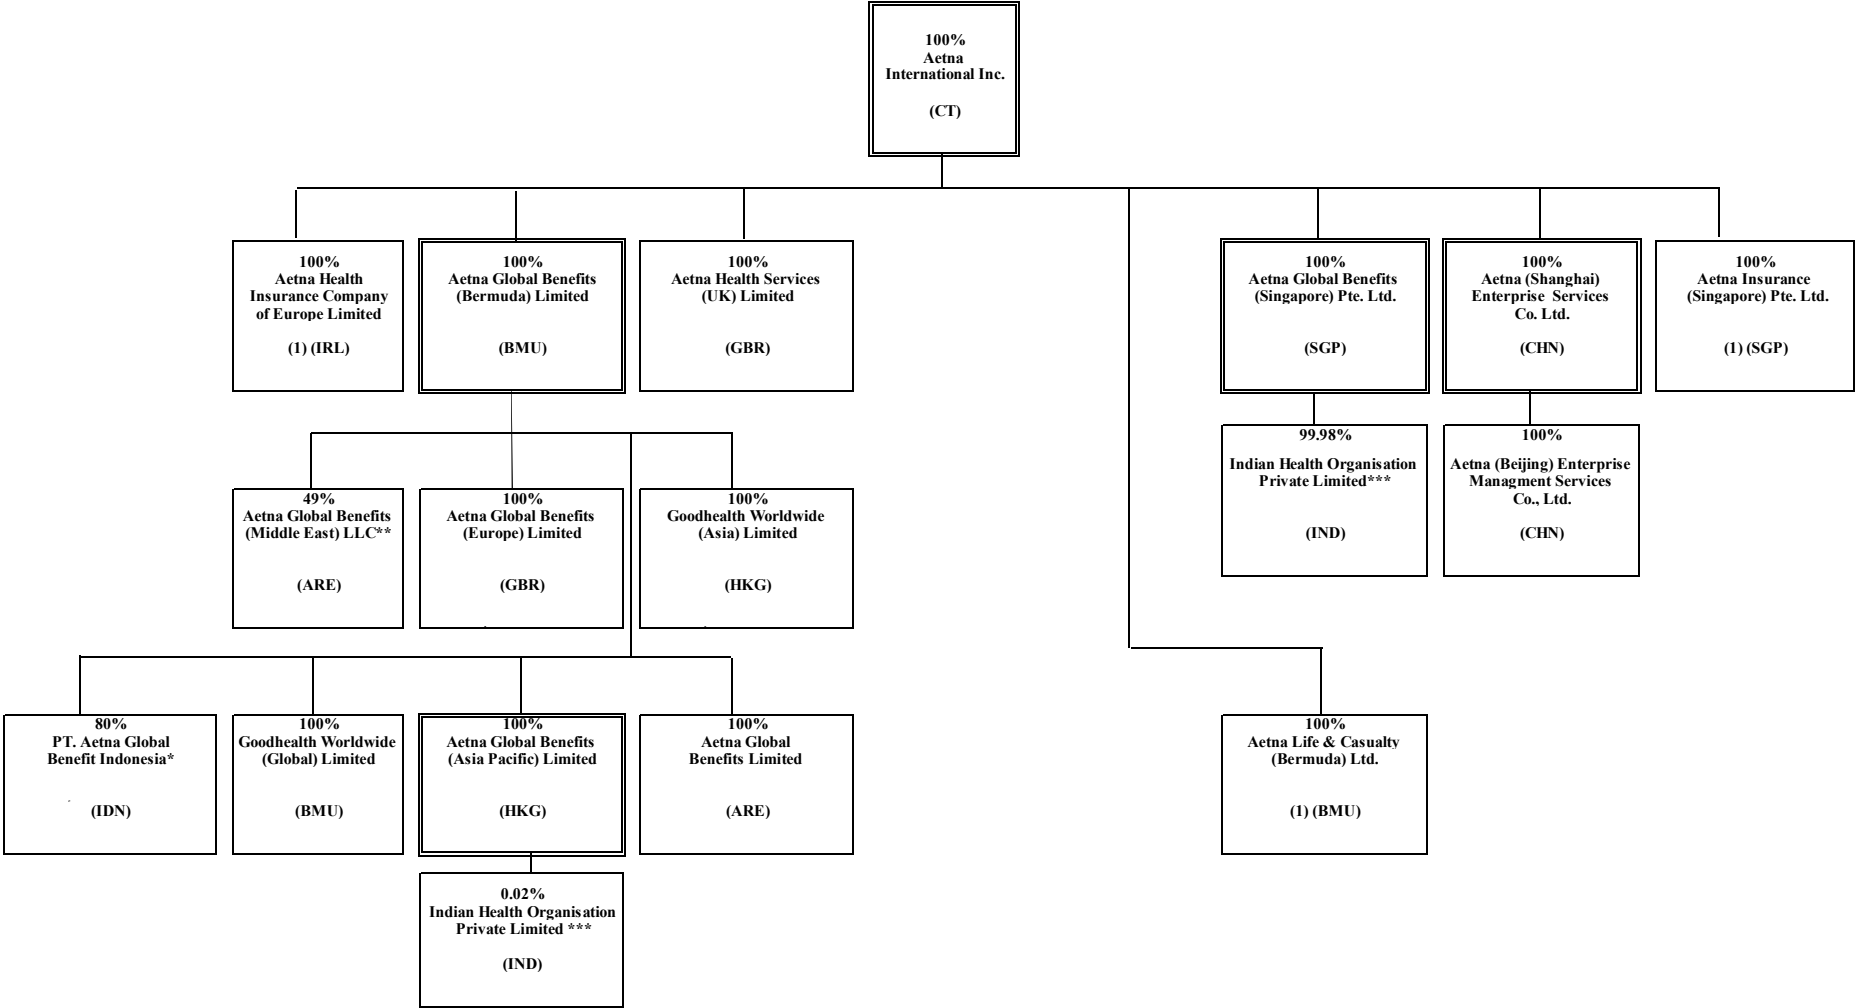 100%
Aetna
International Inc.
(CT)
100%
Aetna Health
Insurance Company
of Europe Limited
(1) (IRL)
100%
Aetna Global Benefits
(Bermuda) Limited
(BMU)
100%
Aetna Health Services
(UK) Limited
(GBR)
100%
Aetna Global Benefits
(Singapore) Pte. Ltd.
(SGP)
100%
Aetna (Shanghai)
Enterprise Services
Co. Ltd.
(CHN)
100%
Aetna Insurance
(Singapore) Pte. Ltd.
(1) (SGP)
99.98%
Indian Health Organisation
Private Limited***
(IND)
100%
Aetna (Beijing) Enterprise
Managment Services
Co., Ltd.
(CHN)
49%
Aetna Global Benefits
(Middle East) LLC**
(ARE)
100%
Aetna Global Benefits
(Europe) Limited
(GBR)
100%
Goodhealth Worldwide
(Asia) Limited
(HKG)
80%
PT. Aetna Global
Benefit Indonesia*
(IDN)
100%
Goodhealth Worldwide
(Global) Limited
(BMU)
100%
Aetna Global Benefits
(Asia Pacific) Limited
(HKG)
100%
Aetna Global
Benefits Limited
(ARE)
100%
Aetna Life & Casualty
(Bermuda) Ltd.
(1) (BMU)
0.02%
Indian Health Organisation
Private Limited ***
(IND)